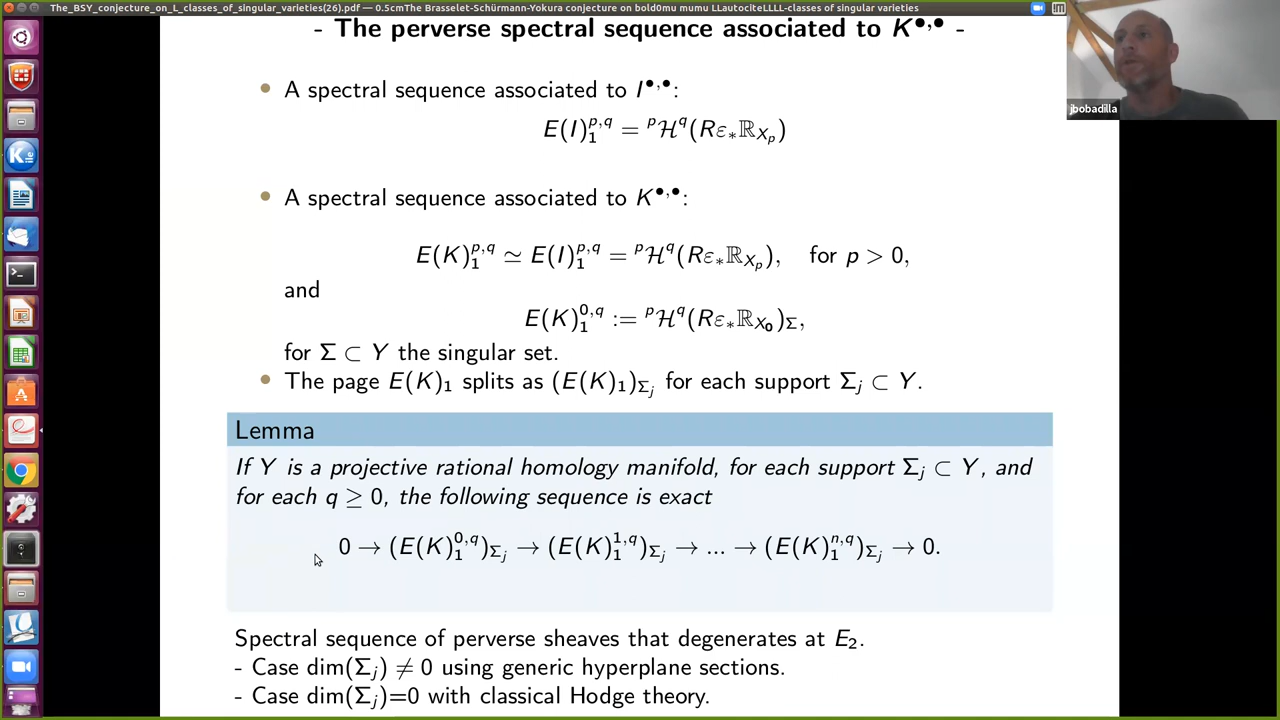 The_BSY_conjecture_on_L_classes_of_singular_varieties(26).pdf — 0.5cmThe Brasselet-Schürmann-Yokura conjecture on bold0mu mumu LLautociteLLLL-classes of singular varieties
- The perverse spectral sequence associated to K^{•,•} -
jbobadilla
• A spectral sequence associated to I^{•,•}:
E(I)_1^{p,q} = ^pℋ^q(Rε_*ℝ_{X_p})
• A spectral sequence associated to K^{•,•}:
E(K)_1^{p,q} ≃ E(I)_1^{p,q} = ^pℋ^q(Rε_*ℝ_{X_p}), for p > 0,
and
E(K)_1^{0,q} := ^pℋ^q(Rε_*ℝ_{X_0})_Σ,
for Σ ⊂ Y the singular set.
• The page E(K)_1 splits as (E(K)_1)_{Σ_j} for each support Σ_j ⊂ Y.
Lemma
If Y is a projective rational homology manifold, for each support Σ_j ⊂ Y, and
for each q ≥ 0, the following sequence is exact
0 → (E(K)_1^{0,q})_{Σ_j} → (E(K)_1^{1,q})_{Σ_j} → ... → (E(K)_1^{n,q})_{Σ_j} → 0.
Spectral sequence of perverse sheaves that degenerates at E_2.
- Case dim(Σ_j) ≠ 0 using generic hyperplane sections.
- Case dim(Σ_j)=0 with classical Hodge theory.